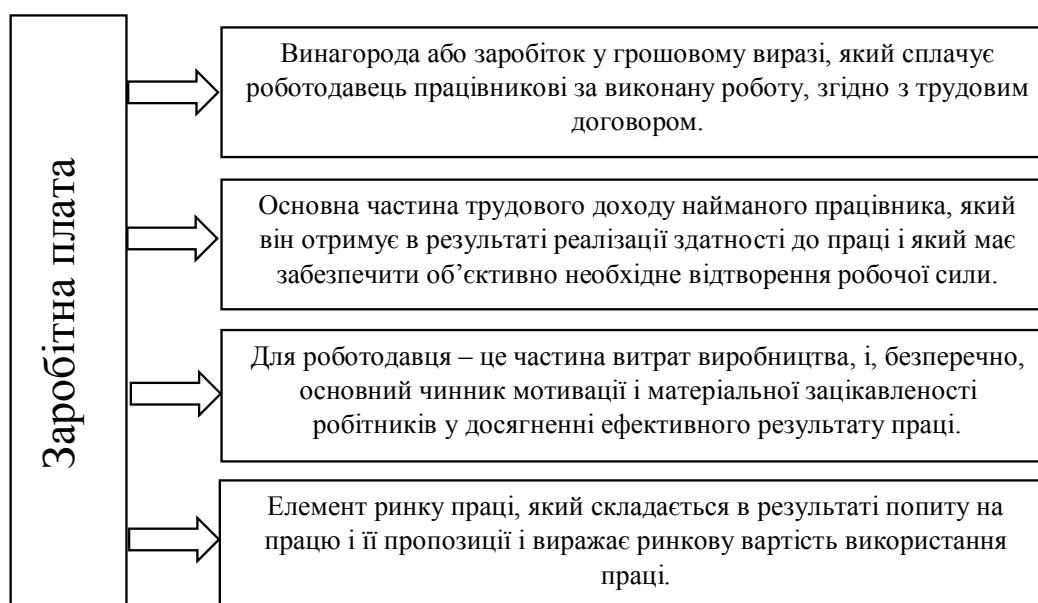 Заробітна плата
Винагорода або заробіток у грошовому виразі, який сплачує
роботодавець працівникові за виконану роботу, згідно з трудовим
договором.
Основна частина трудового доходу найманого працівника, який
він отримує в результаті реалізації здатності до праці і який має
забезпечити об’єктивно необхідне відтворення робочої сили.
Для роботодавця – це частина витрат виробництва, і, безперечно,
основний чинник мотивації і матеріальної зацікавленості
робітників у досягненні ефективного результату праці.
Елемент ринку праці, який складається в результаті попиту на
працю і її пропозиції і виражає ринкову вартість використання
праці.